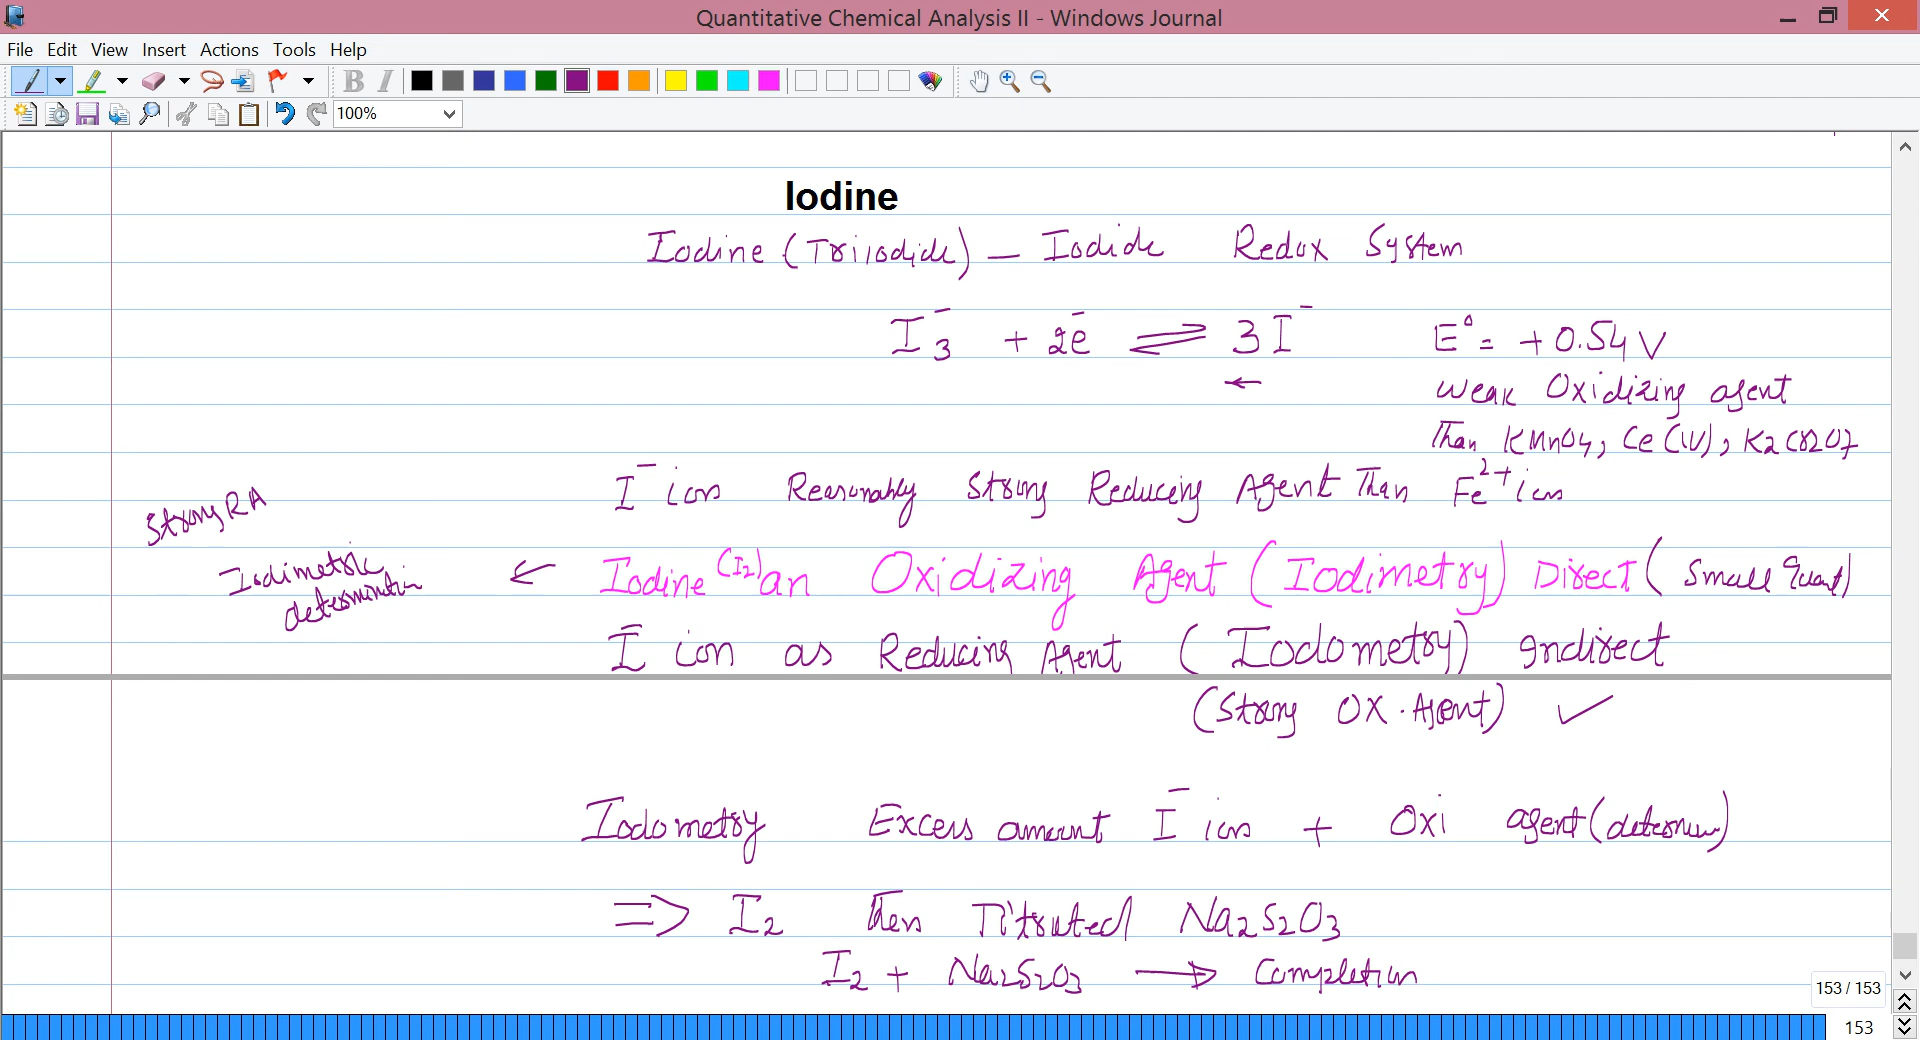 Quantitative Chemical Analysis II - Windows Journal
File Edit View Insert Actions Tools Help
B I
100%
Iodine
Iodine (Triiodide) – Iodide Redox System
I3⁻ + 2e⁻ ⇌ 3I⁻ E° = +0.54 V
←
weak Oxidizing agent
Than KMnO4, Ce(IV), K2Cr2O7
I⁻ ions Reasonably Strong Reducing Agent Than Fe²⁺ ions
Strong RA
Iodimetric determination ← Iodine (I2) an Oxidizing Agent (Iodimetry) Direct (Small Quant)
I⁻ ion as Reducing Agent (Iodometry) Indirect
(Strong OX. Agent) ✓
Iodometry Excess amount I⁻ ions + Oxi agent
⇒ I2 then Titrated Na2S2O3
I2 + Na2S2O3 → Completion
153 / 153
153